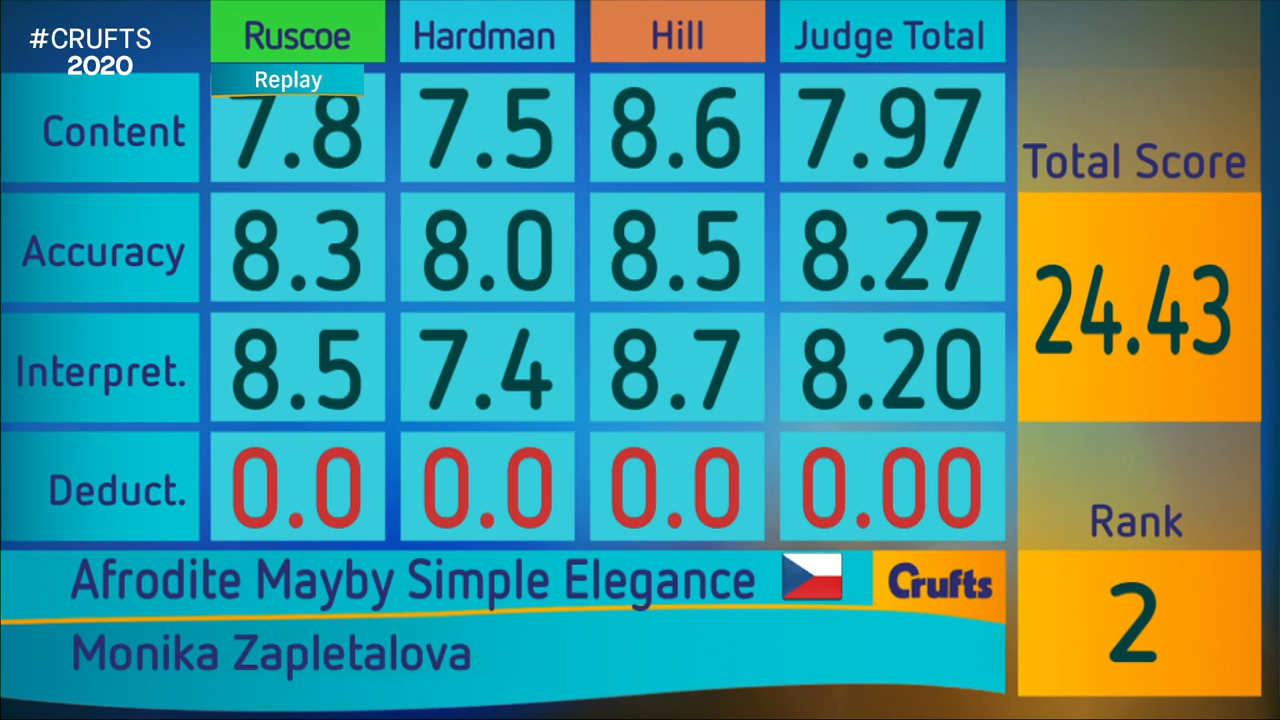 #CRUFTS
2020
Ruscoe Hardman Hill Judge Total
Replay
Content 7.8 7.5 8.6 7.97
Total Score
Accuracy 8.3 8.0 8.5 8.27
24.43
Interpret. 8.5 7.4 8.7 8.20
Deduct. 0.0 0.0 0.0 0.00
Rank
2
Afrodite Mayby Simple Elegance Crufts
Monika Zapletalova